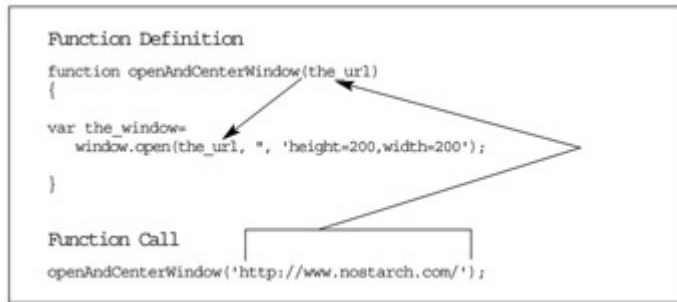 Function Definition
function openAndCenterWindow(the_url)
{
var the_window=
window.open(the_url, '', 'height=200,width=200');
}
Function Call
openAndCenterWindow('http://www.nostarch.com/');